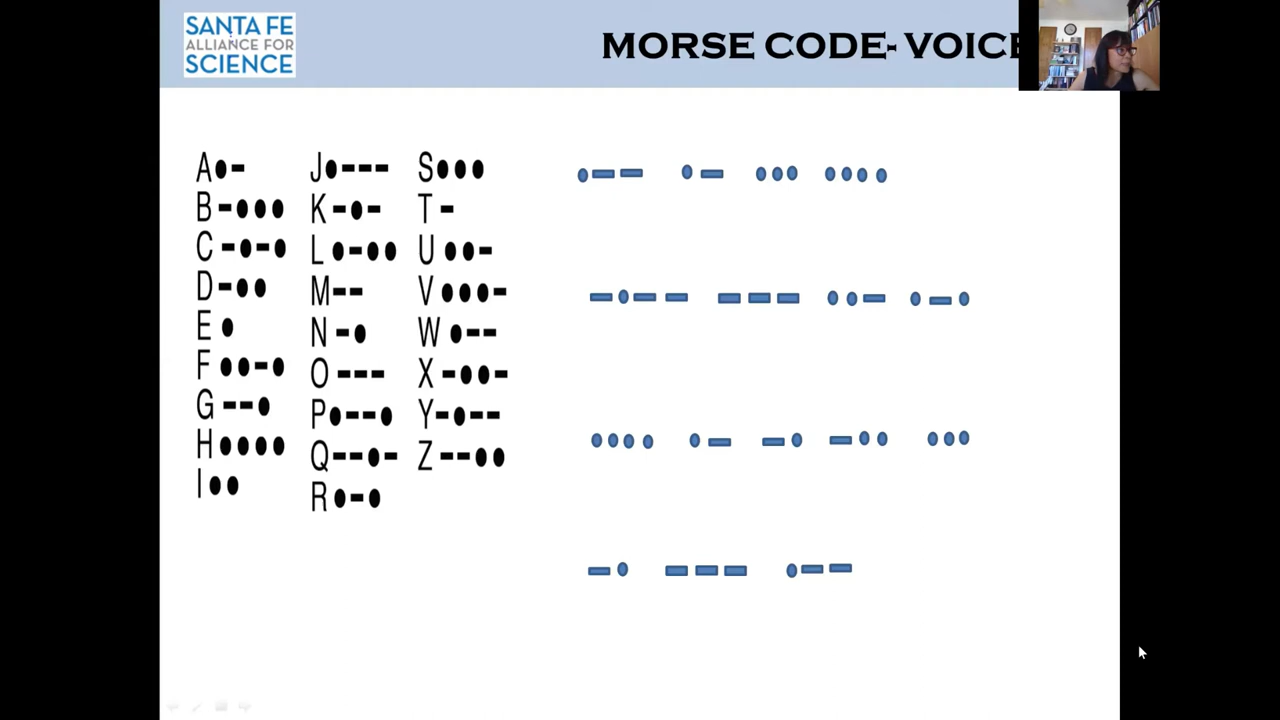 SANTA FE
ALLIANCE FOR
SCIENCE
MORSE CODE- VOICE
A●- J●--- S●●●
B-●●● K-●- T-
C-●-● L●-●● U●●-
D-●● M-- V●●●-
E● N-● W●--
F●●-● O--- X-●●-
G--● P●--● Y-●--
H●●●● Q--●- Z--●●
I●● R●-●
●-- ●- ●●● ●●●●
-●-- --- ●●- ●-●
●●●● ●- -● -●● ●●●
-● --- ●--